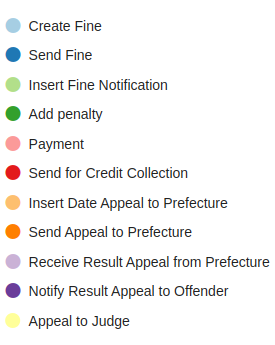 Create Fine
Send Fine
Insert Fine Notification
Add penalty
Payment
Send for Credit Collection
Insert Date Appeal to Prefecture
Send Appeal to Prefecture
Receive Result Appeal from Prefecture
Notify Result Appeal to Offender
Appeal to Judge